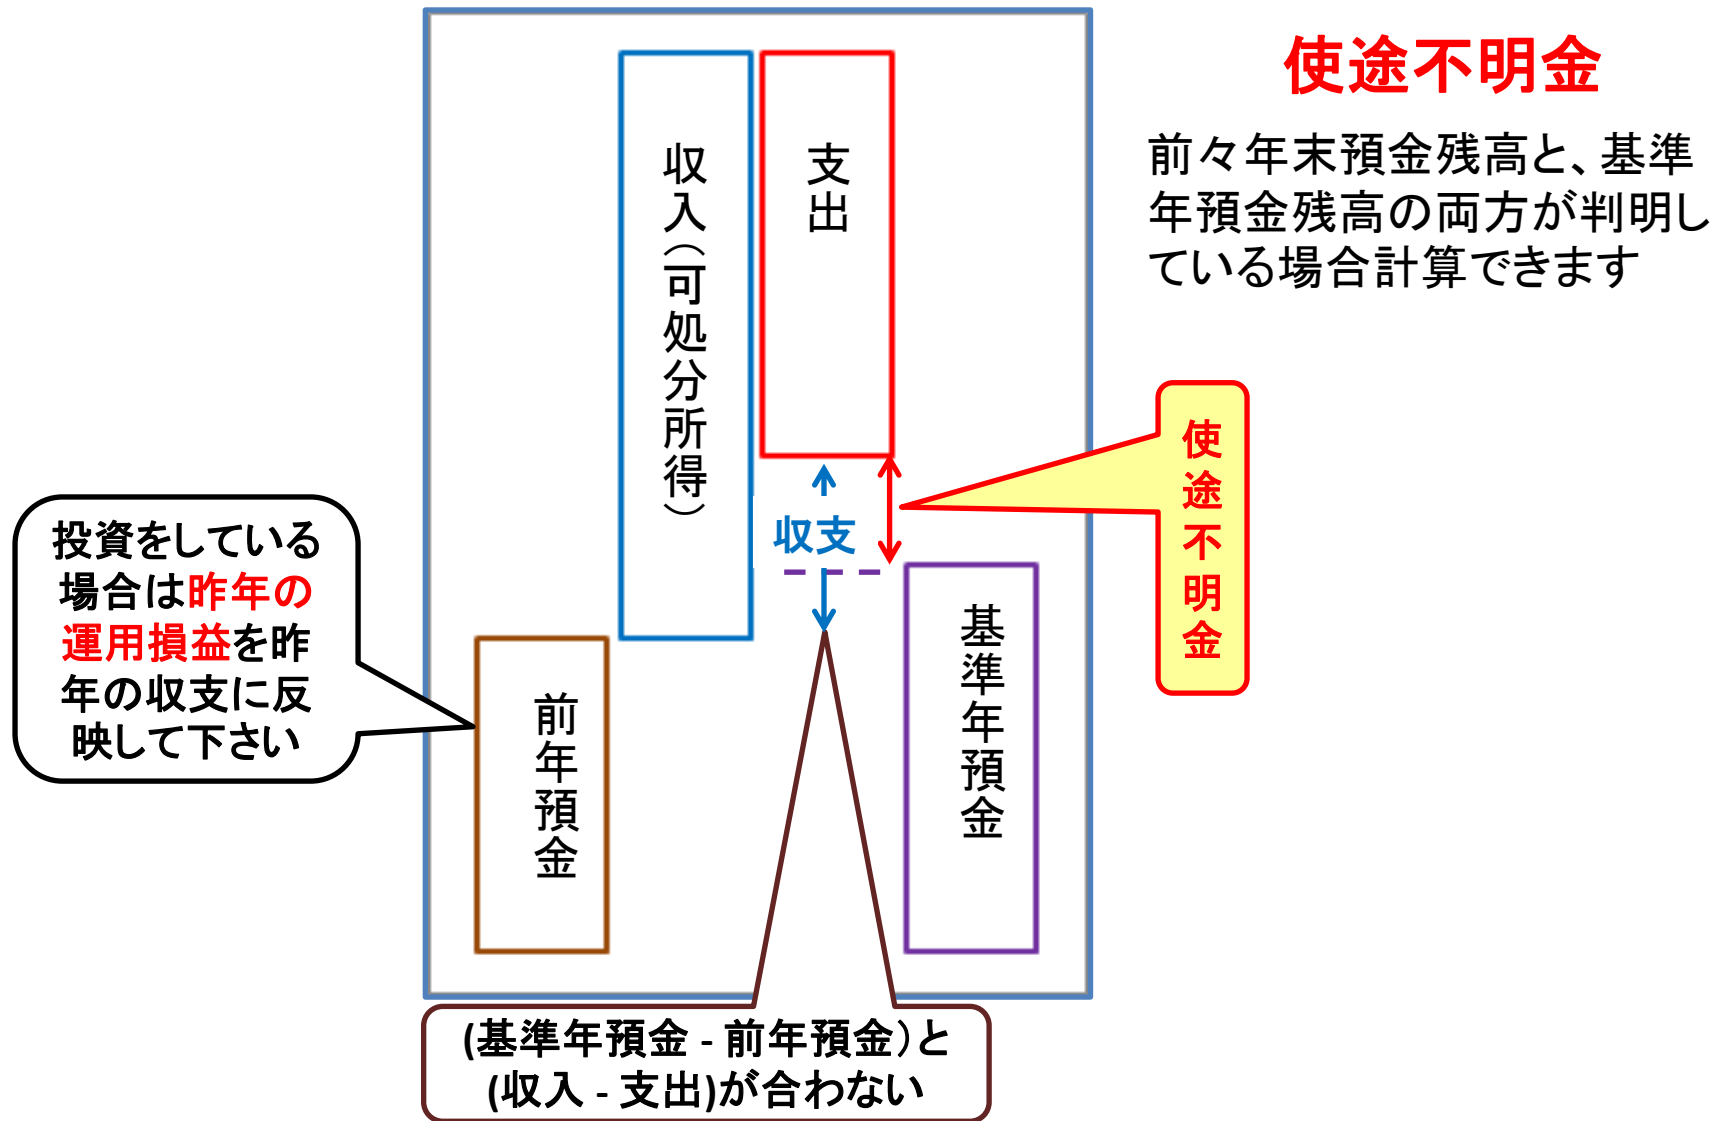 使途不明金
前々年末預金残高と、基準
年預金残高の両方が判明し
ている場合計算できます
収入（可処分所得）
支出
収支
使途不明金
投資をしている
場合は昨年の
運用損益を昨
年の収支に反
映して下さい
前年預金
基準年預金
(基準年預金 - 前年預金）と
(収入 - 支出)が合わない